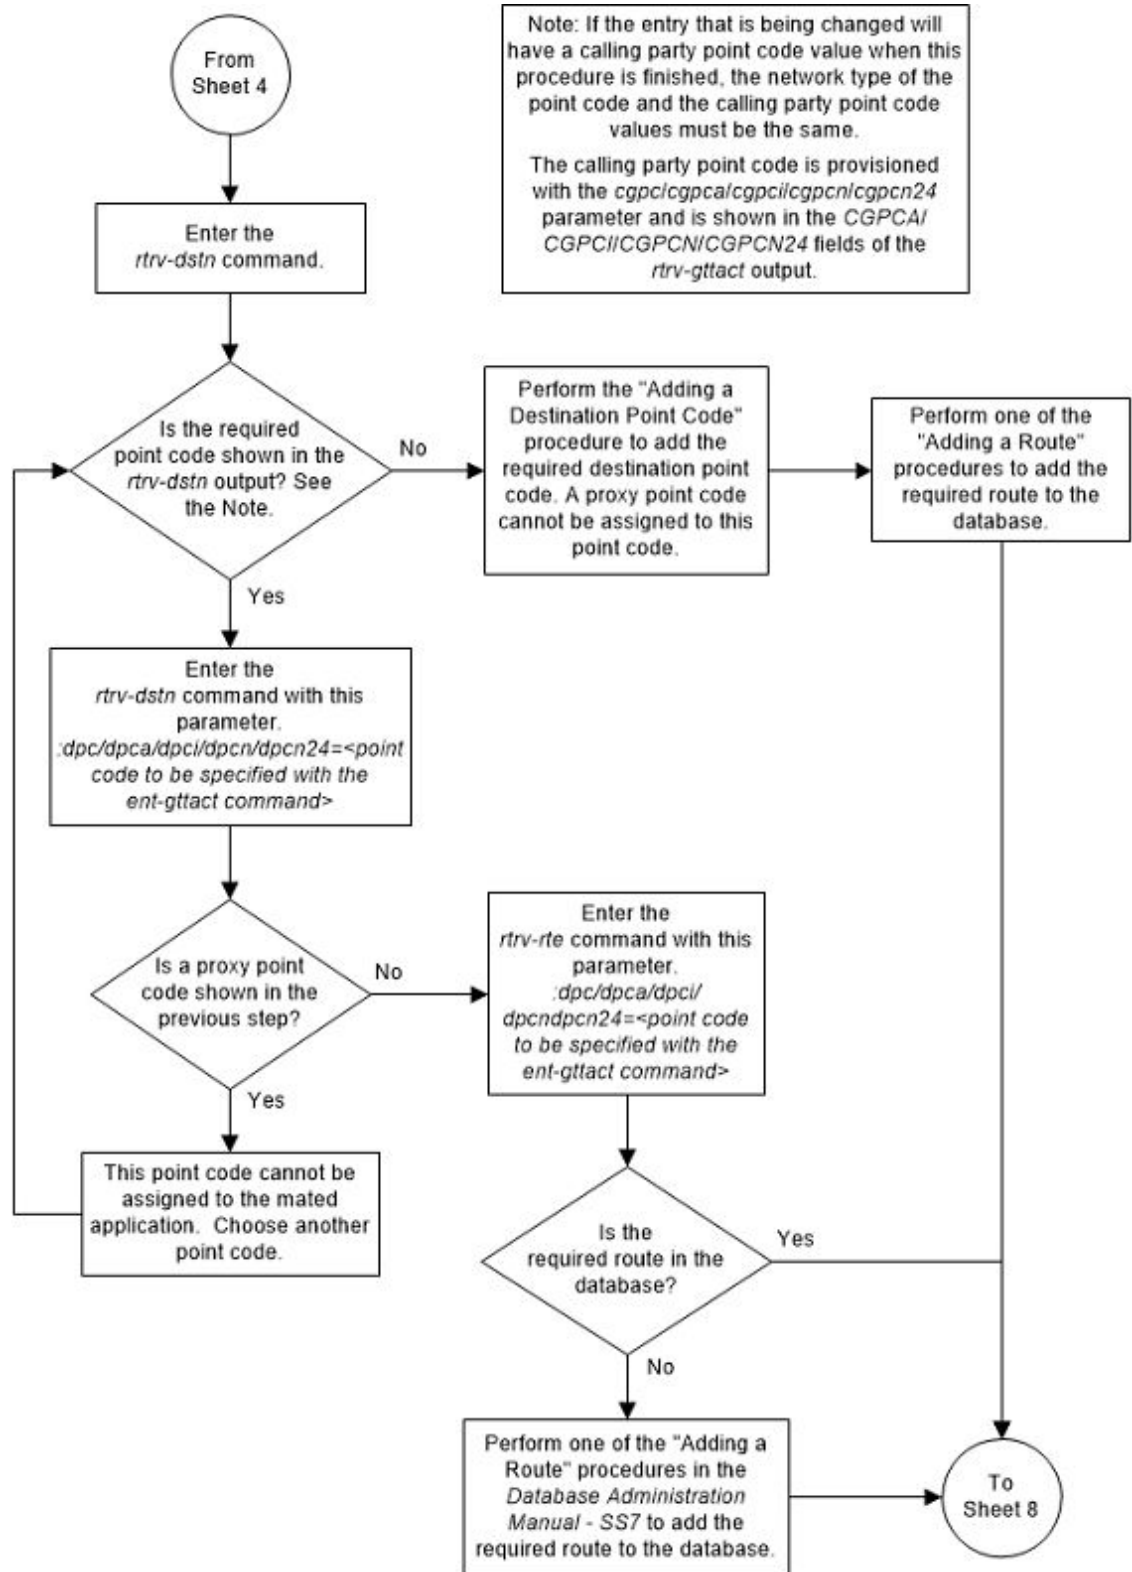 From
Sheet 4
Note: If the entry that is being changed will
have a calling party point code value when this
procedure is finished, the network type of the
point code and the calling party point code
values must be the same.
The calling party point code is provisioned
with the cgpc/cgpca/cgpci/cgpcn/cgpcn24
parameter and is shown in the CGPCA/
CGPCI/CGPCN/CGPCN24 fields of the
rtrv-gttact output.
Enter the
rtrv-dstn command.
Is the required
point code shown in the
rtrv-dstn output? See
the Note.
No
Perform the "Adding a
Destination Point Code"
procedure to add the
required destination point
code. A proxy point code
cannot be assigned to this
point code.
Perform one of the
"Adding a Route"
procedures to add the
required route to the
database.
Yes
Enter the
rtrv-dstn command with this
parameter.
:dpc/dpca/dpci/dpcn/dpcn24=<point
code to be specified with the
ent-gttact command>
Is a proxy point
code shown in the
previous step?
No
Enter the
rtrv-rte command with this
parameter.
:dpc/dpca/dpci/
dpcndpcn24=<point code
to be specified with the
ent-gttact command>
Yes
This point code cannot be
assigned to the mated
application. Choose another
point code.
Is the
required route in the
database?
Yes
No
Perform one of the "Adding a
Route" procedures in the
Database Administration
Manual - SS7 to add the
required route to the database.
To
Sheet 8